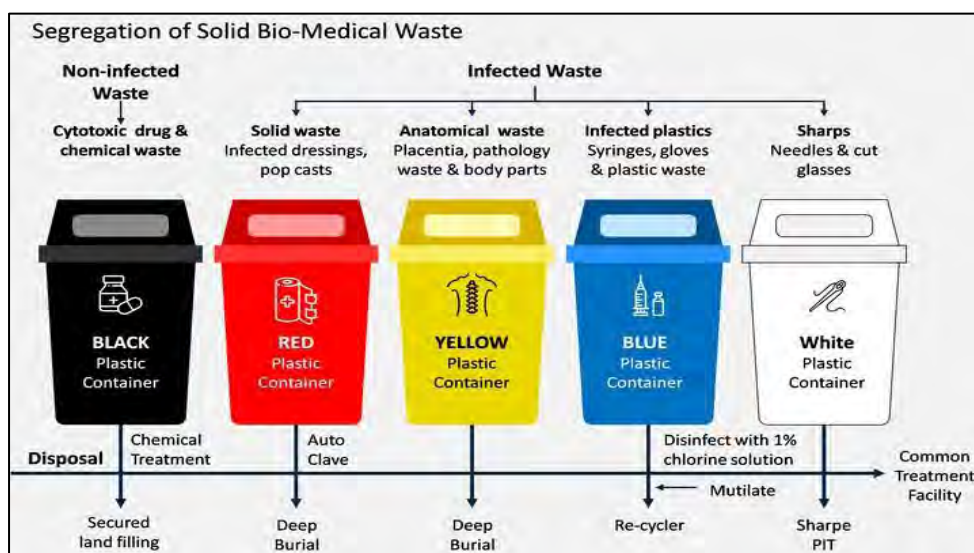 Segregation of Solid Bio-Medical Waste
Non-infected
Waste
Infected Waste
Cytotoxic drug &
chemical waste
Solid waste
Infected dressings,
pop casts
Anatomical waste
Placentia, pathology
waste & body parts
Infected plastics
Syringes, gloves
& plastic waste
Sharps
Needles & cut
glasses
BLACK
Plastic
Container
RED
Plastic
Container
YELLOW
Plastic
Container
BLUE
Plastic
Container
White
Plastic
Container
Disposal
Chemical
Treatment
Auto
Clave
Disinfect with 1%
chlorine solution
Mutilate
Common
Treatment
Facility
Secured
land filling
Deep
Burial
Deep
Burial
Re-cycler
Sharpe
PIT